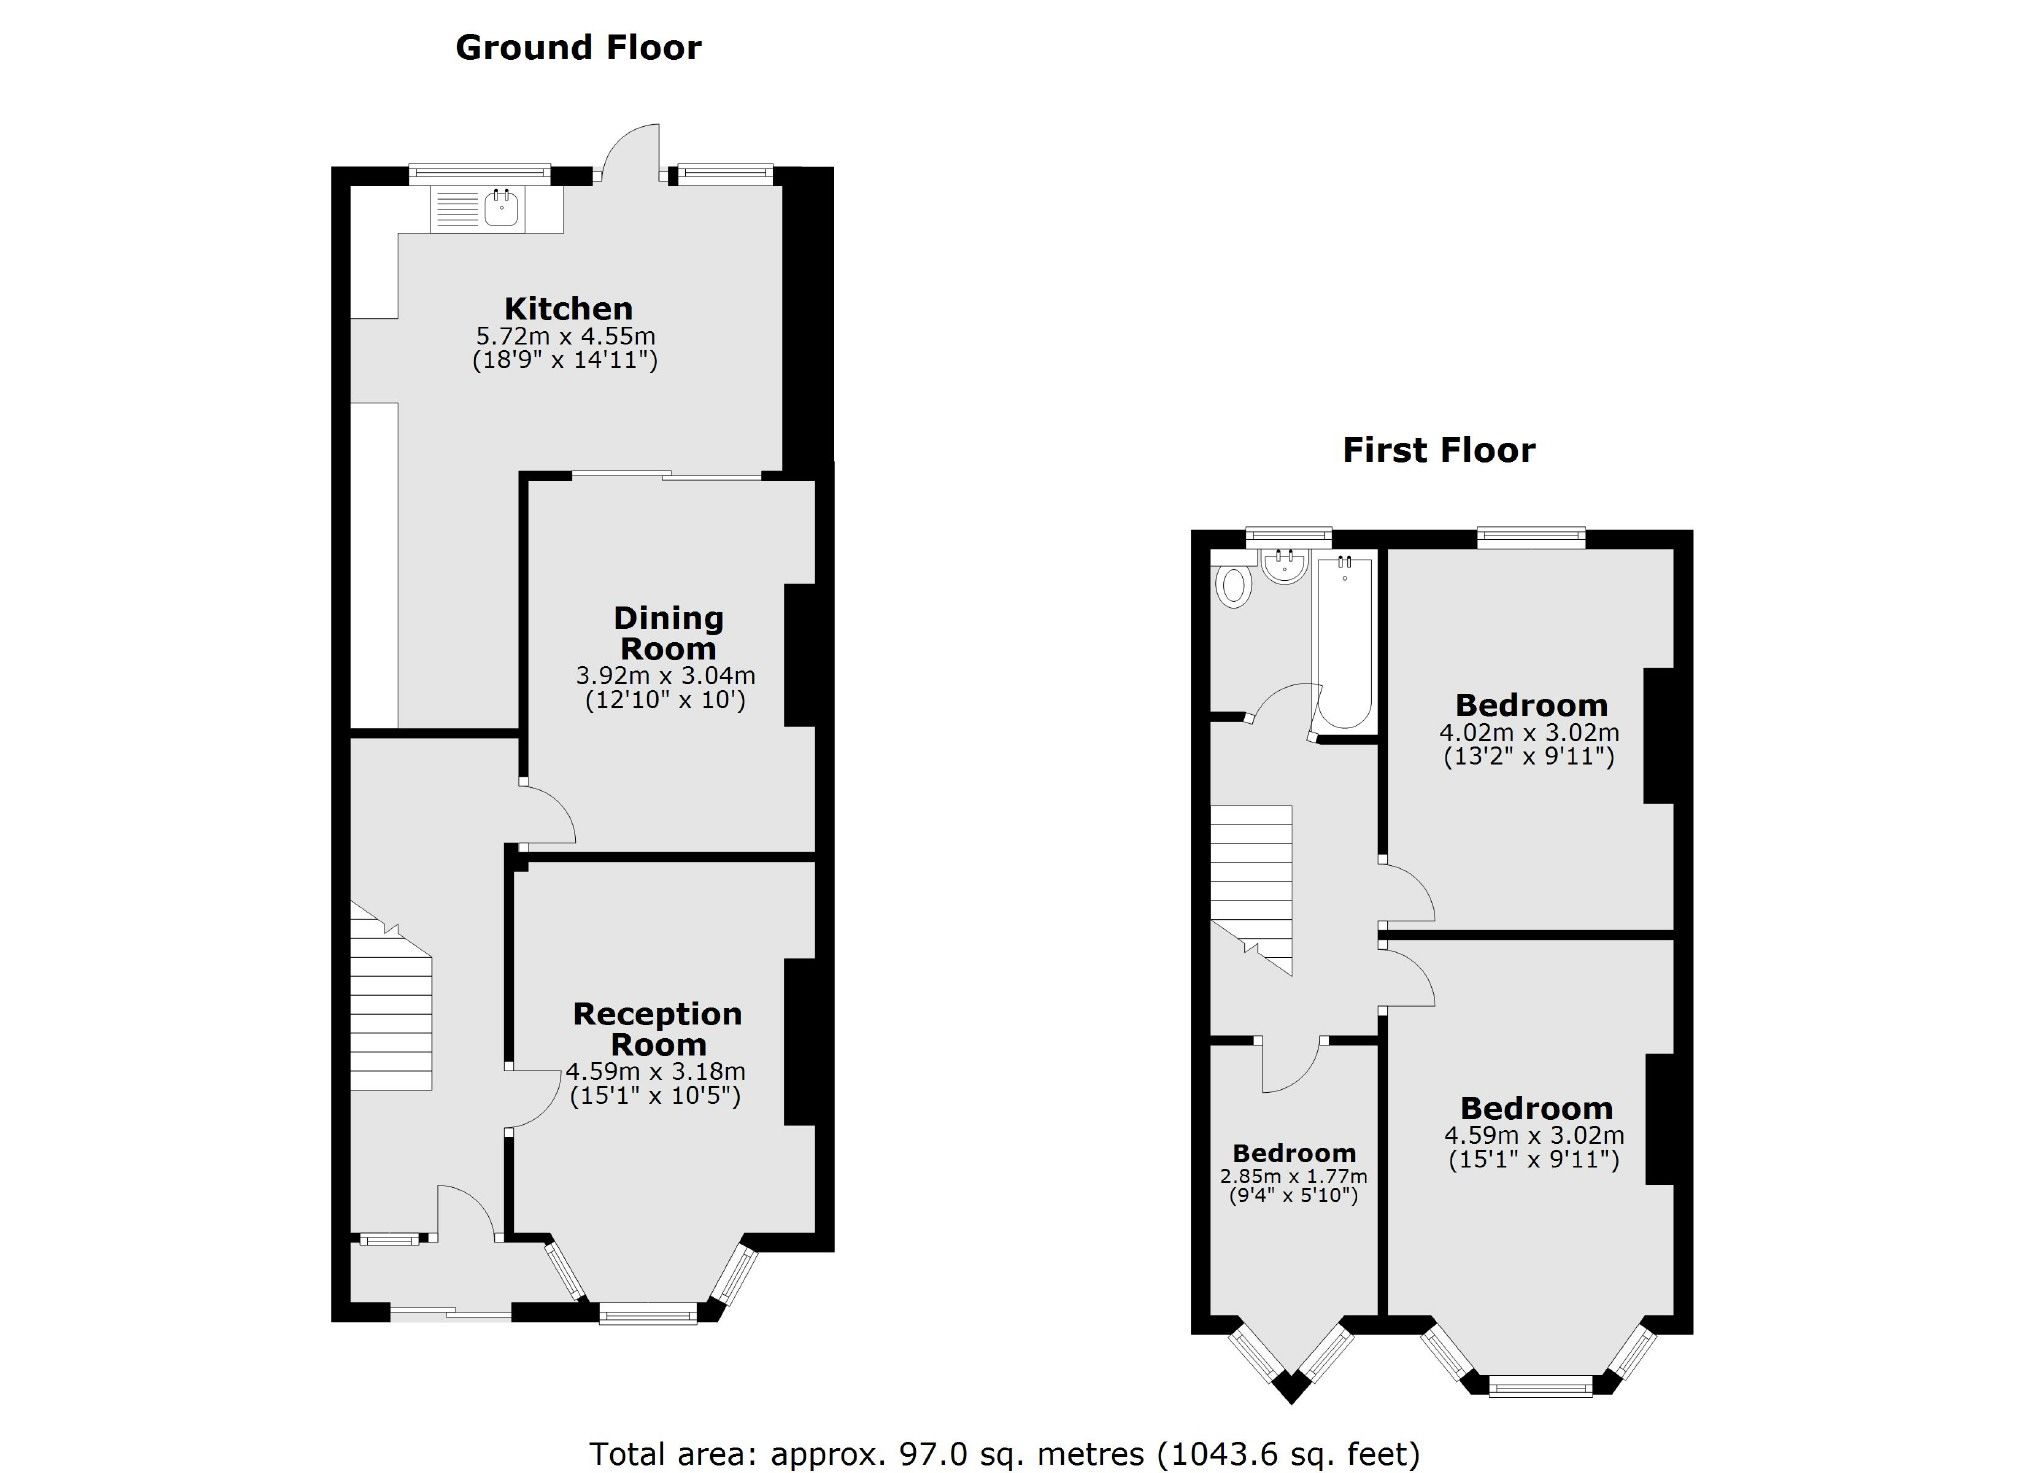 Ground Floor
Kitchen
5.72m x 4.55m
(18'9" x 14'11")
Dining
Room
3.92m x 3.04m
(12'10" x 10')
Reception
Room
4.59m x 3.18m
(15'1" x 10'5")
First Floor
Bedroom
4.02m x 3.02m
(13'2" x 9'11")
Bedroom
4.59m x 3.02m
(15'1" x 9'11")
Bedroom
2.85m x 1.77m
(9'4" x 5'10")
Total area: approx. 97.0 sq. metres (1043.6 sq. feet)